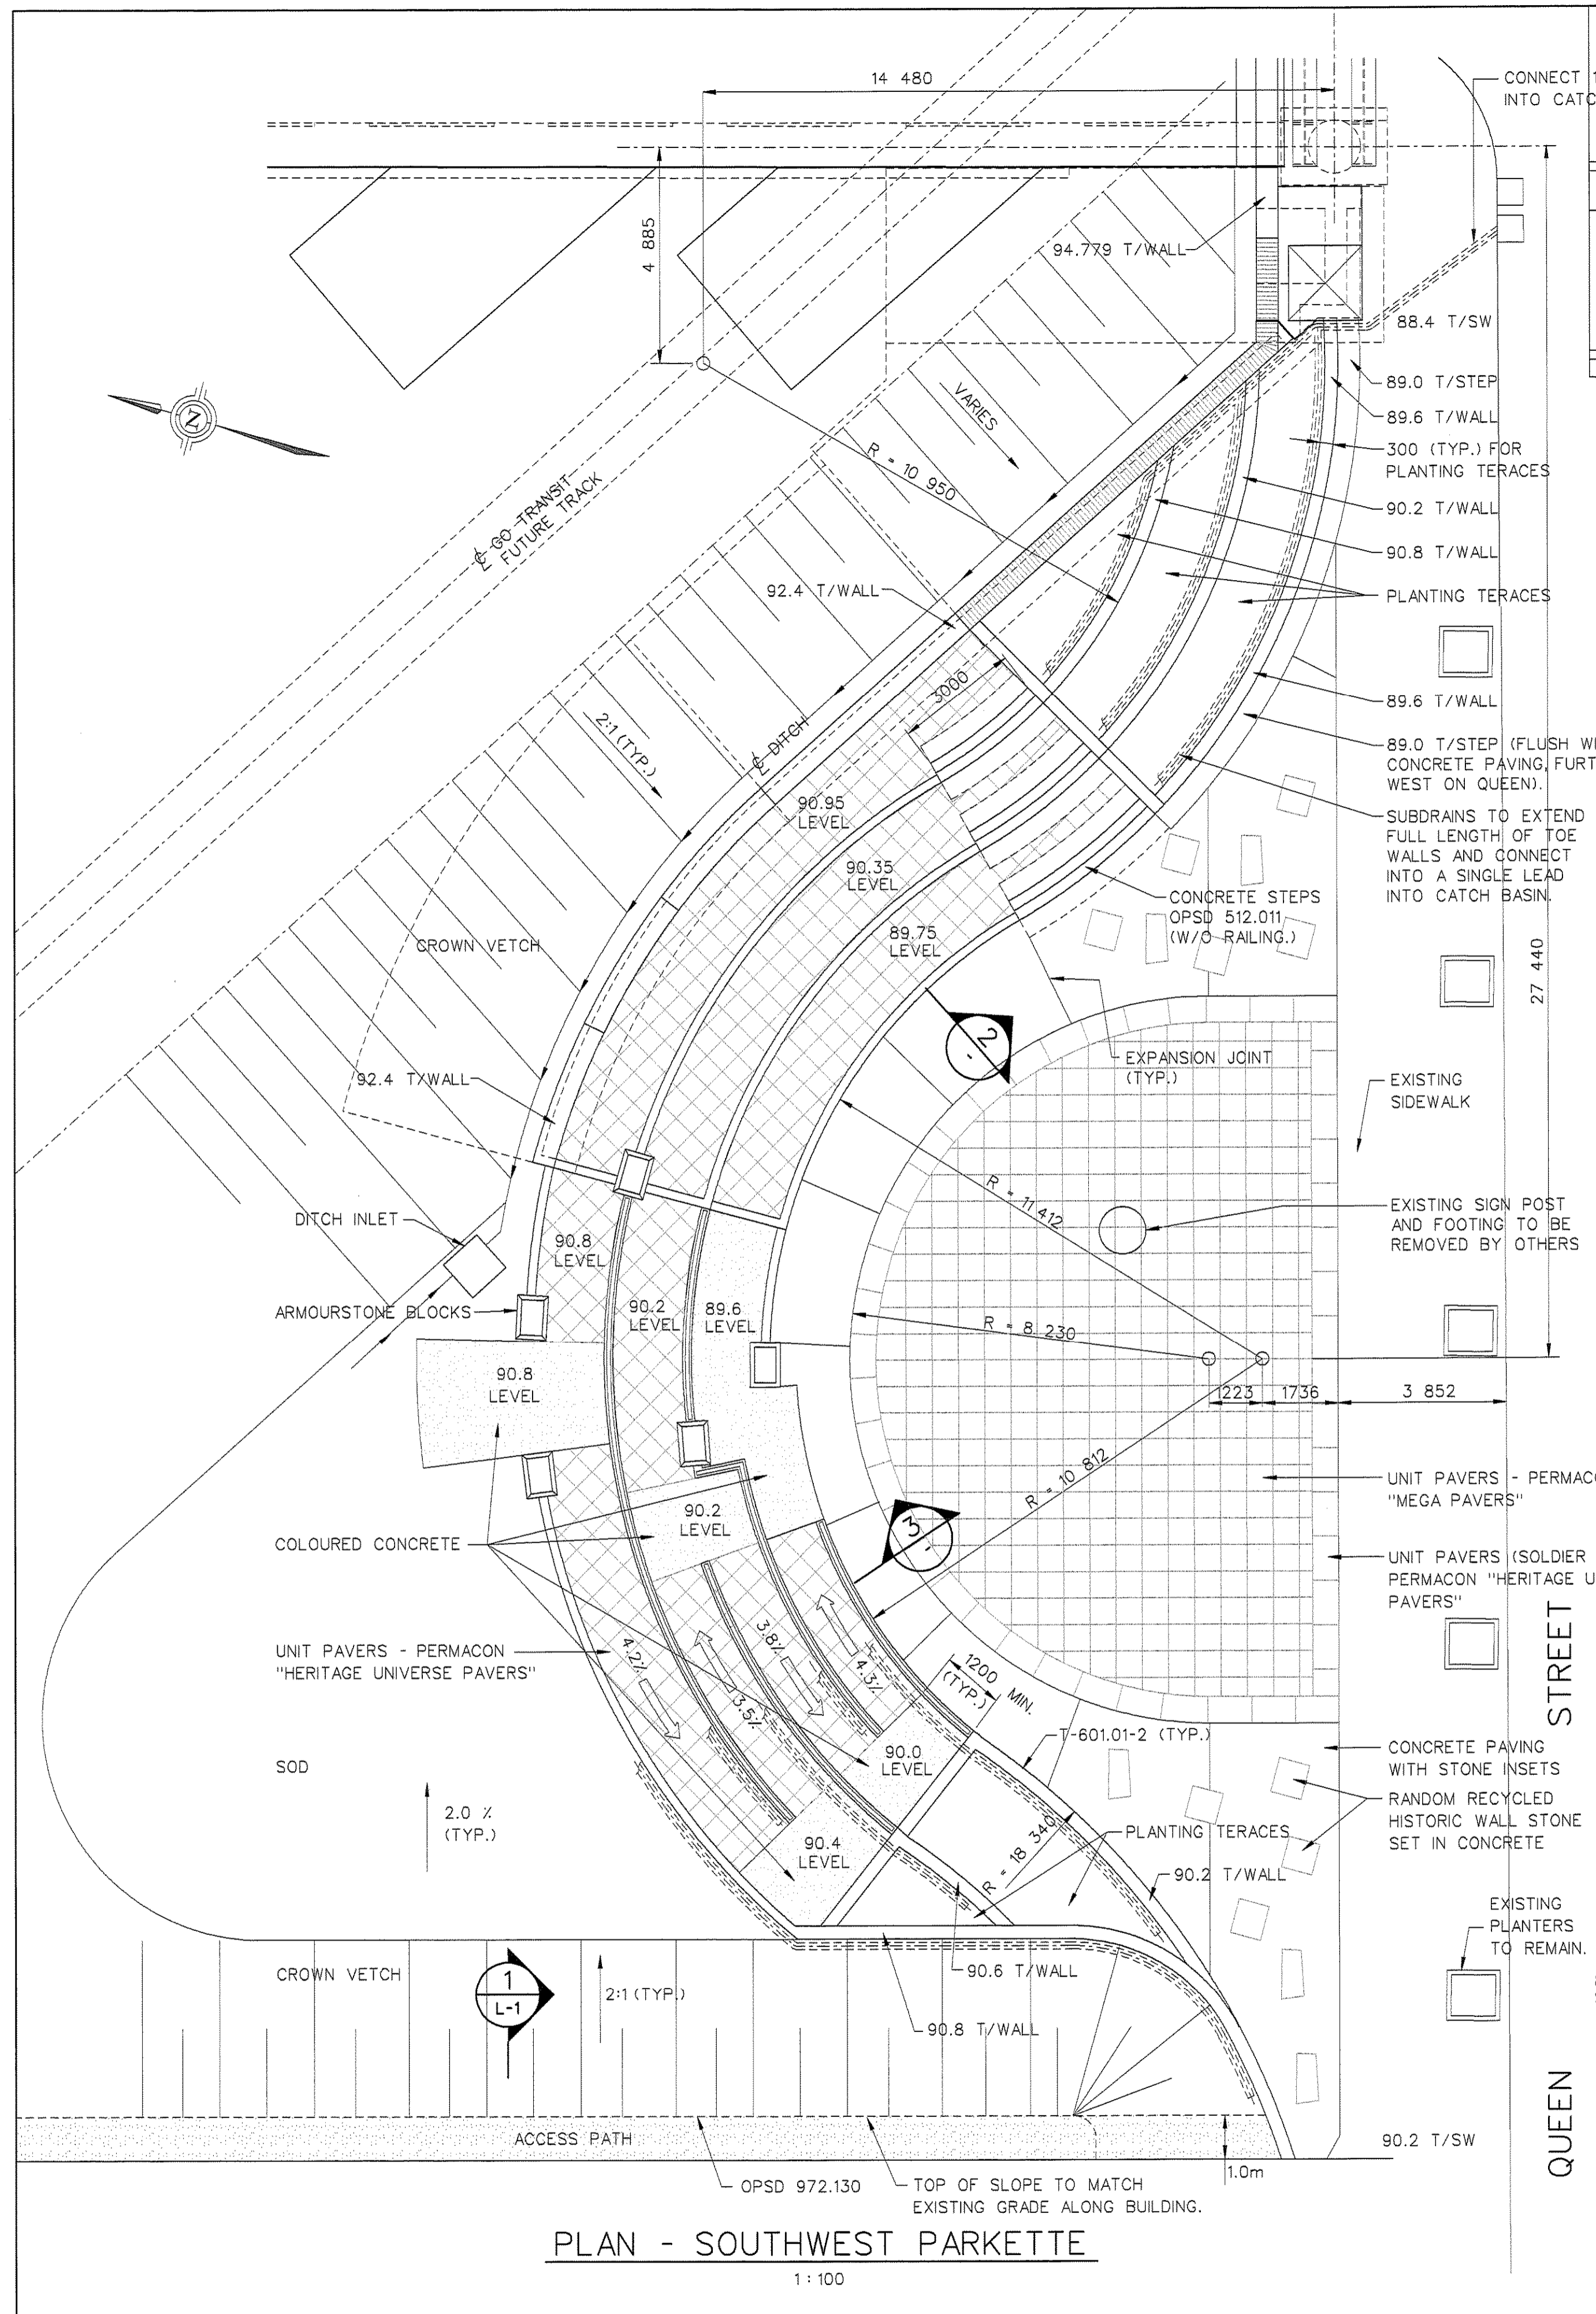 14 480
CONNECT
INTO
4 885
94.779 T/WALL
88.4 T/SW
89.0 T/STEP
89.6 T/WALL
300 (TYP.) FOR
PLANTING TERACES
90.2 T/WALL
90.8 T/WALL
PLANTING TERACES
VARIES
R = 10 950
Z
℄ GO TRANSIT
FUTURE TRACK
92.4 T/WALL
3000
89.6 T/WALL
89.0 T/STEP (FLUSH
CONCRETE PAVING,
WEST ON QUEEN).
SUBDRAINS TO EXTEND
FULL LENGTH OF TOE
WALLS AND CONNECT
INTO A SINGLE LEAD
INTO CATCH BASIN.
2:1 (TYP.)
℄ DITCH
90.95
LEVEL
90.35
LEVEL
89.75
LEVEL
CONCRETE STEPS
OPSD 512.011
(W/O RAILING.)
CROWN VETCH
27 440
2
-
EXPANSION JOINT
(TYP.)
92.4 T/WALL
EXISTING
SIDEWALK
R = 11 412
DITCH INLET
EXISTING SIGN POST
AND FOOTING TO BE
REMOVED BY OTHERS
90.8
LEVEL
ARMOURSTONE BLOCKS
90.2
LEVEL
89.6
LEVEL
R = 8 230
90.8
LEVEL
1223
1736
3 852
R = 10 812
UNIT PAVERS -
"MEGA PAVERS"
COLOURED CONCRETE
90.2
LEVEL
3
-
UNIT PAVERS (SOLDIER
PERMACON "HERITAGE
PAVERS"
UNIT PAVERS - PERMACON
"HERITAGE UNIVERSE PAVERS"
4.2%
3.5%
3.8%
4.3%
1200 MIN.
(TYP.)
STREET
T-601.01-2 (TYP.)
90.0
LEVEL
CONCRETE PAVING
WITH STONE INSETS
SOD
RANDOM RECYCLED
HISTORIC WALL STONE
SET IN CONCRETE
2.0 %
(TYP.)
90.4
LEVEL
PLANTING TERACES
R = 18 340
90.2 T/WALL
EXISTING
PLANTERS
TO REMAIN.
CROWN VETCH
1
L-1
2:1 (TYP.)
90.6 T/WALL
90.8 T/WALL
QUEEN
ACCESS PATH
90.2 T/SW
OPSD 972.130
TOP OF SLOPE TO MATCH
EXISTING GRADE ALONG BUILDING.
1.0m
PLAN - SOUTHWEST PARKETTE
1 : 100